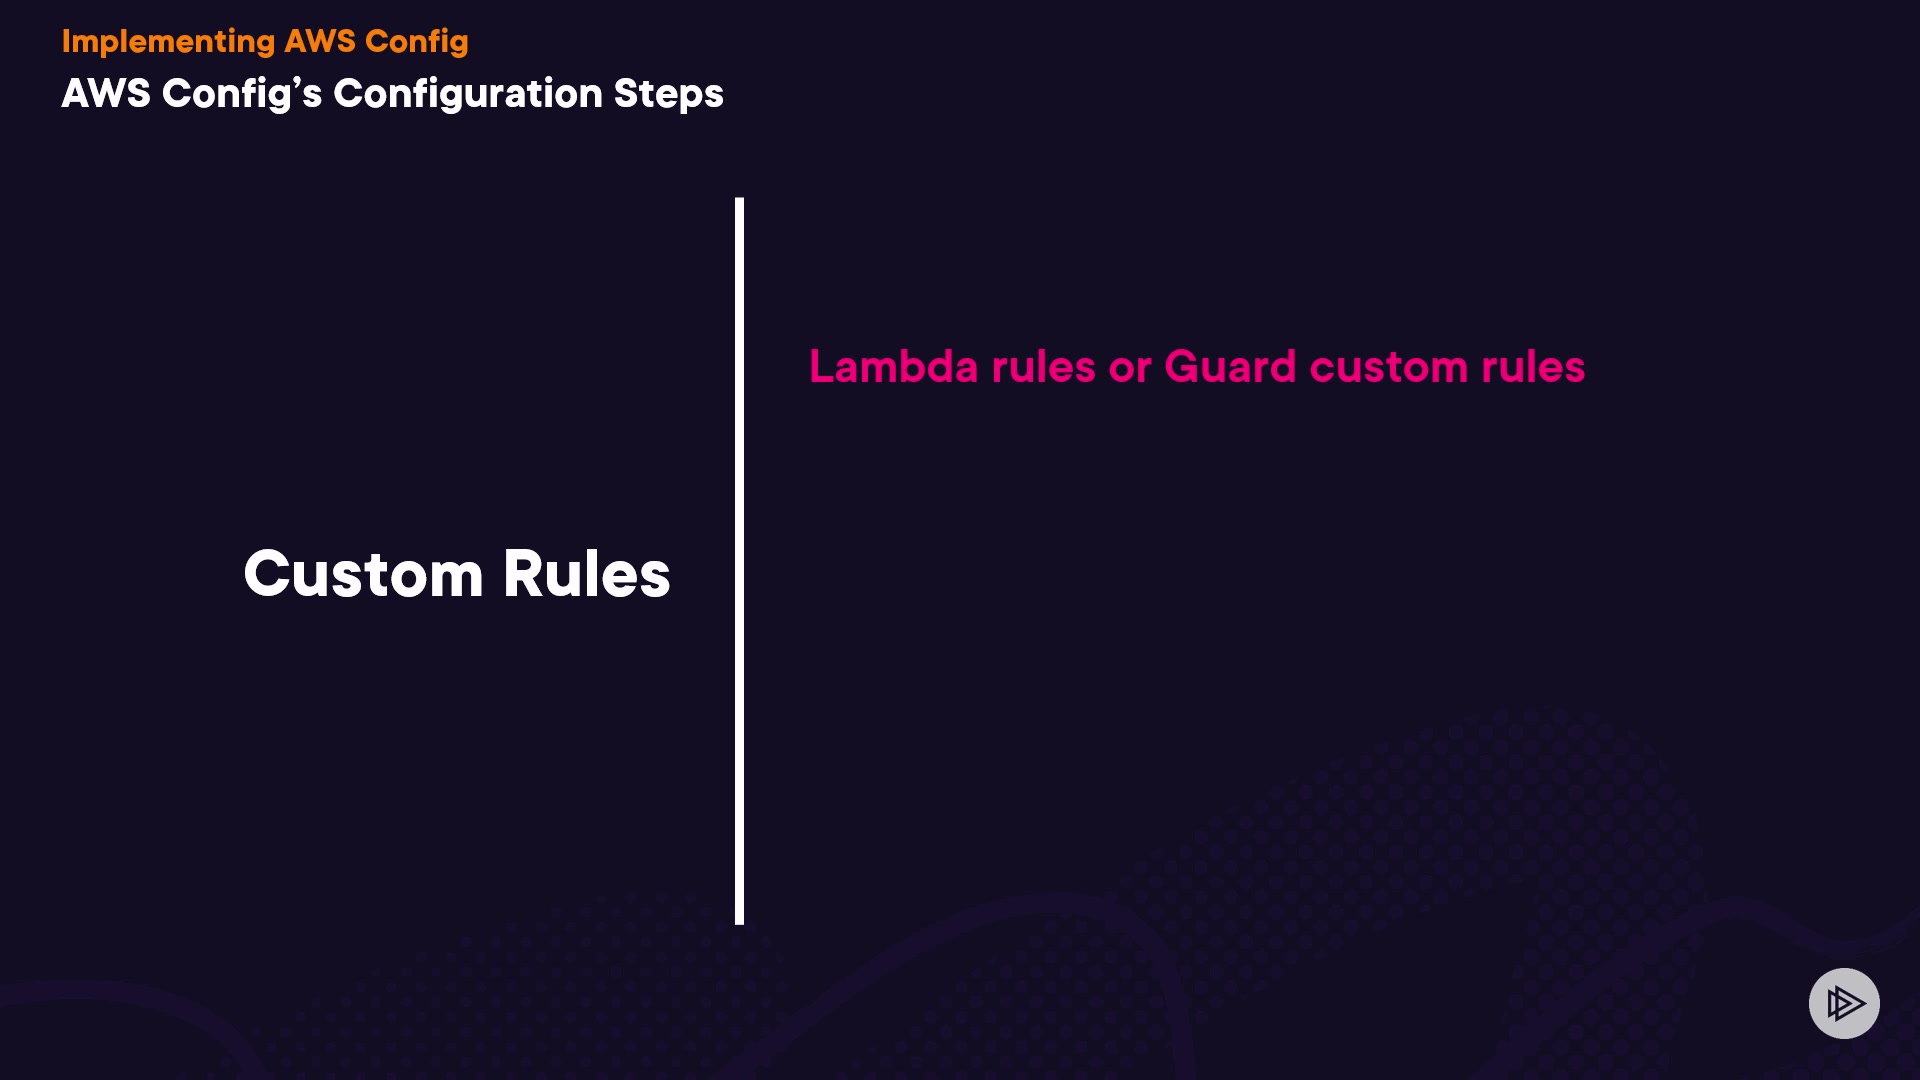 Implementing AWS Config
AWS Config’s Configuration Steps
Lambda rules or Guard custom rules
Custom Rules